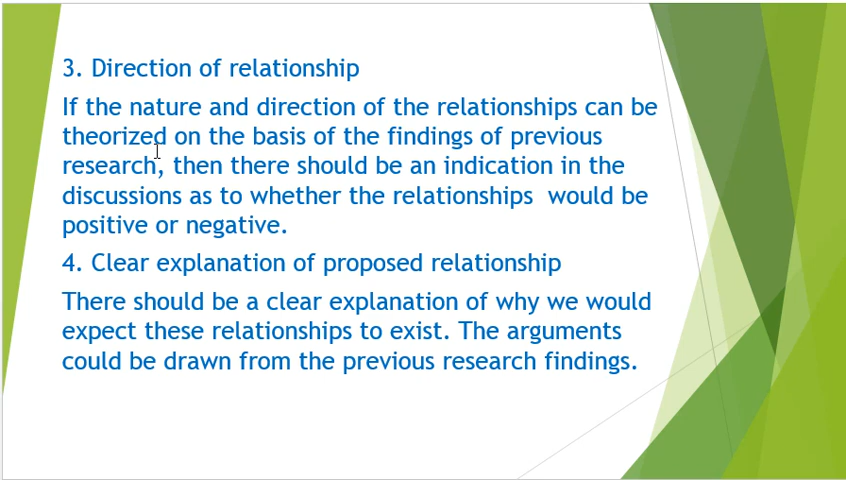 3. Direction of relationship
If the nature and direction of the relationships can be
theorized on the basis of the findings of previous
research, then there should be an indication in the
discussions as to whether the relationships  would be
positive or negative.
4. Clear explanation of proposed relationship
There should be a clear explanation of why we would
expect these relationships to exist. The arguments
could be drawn from the previous research findings.